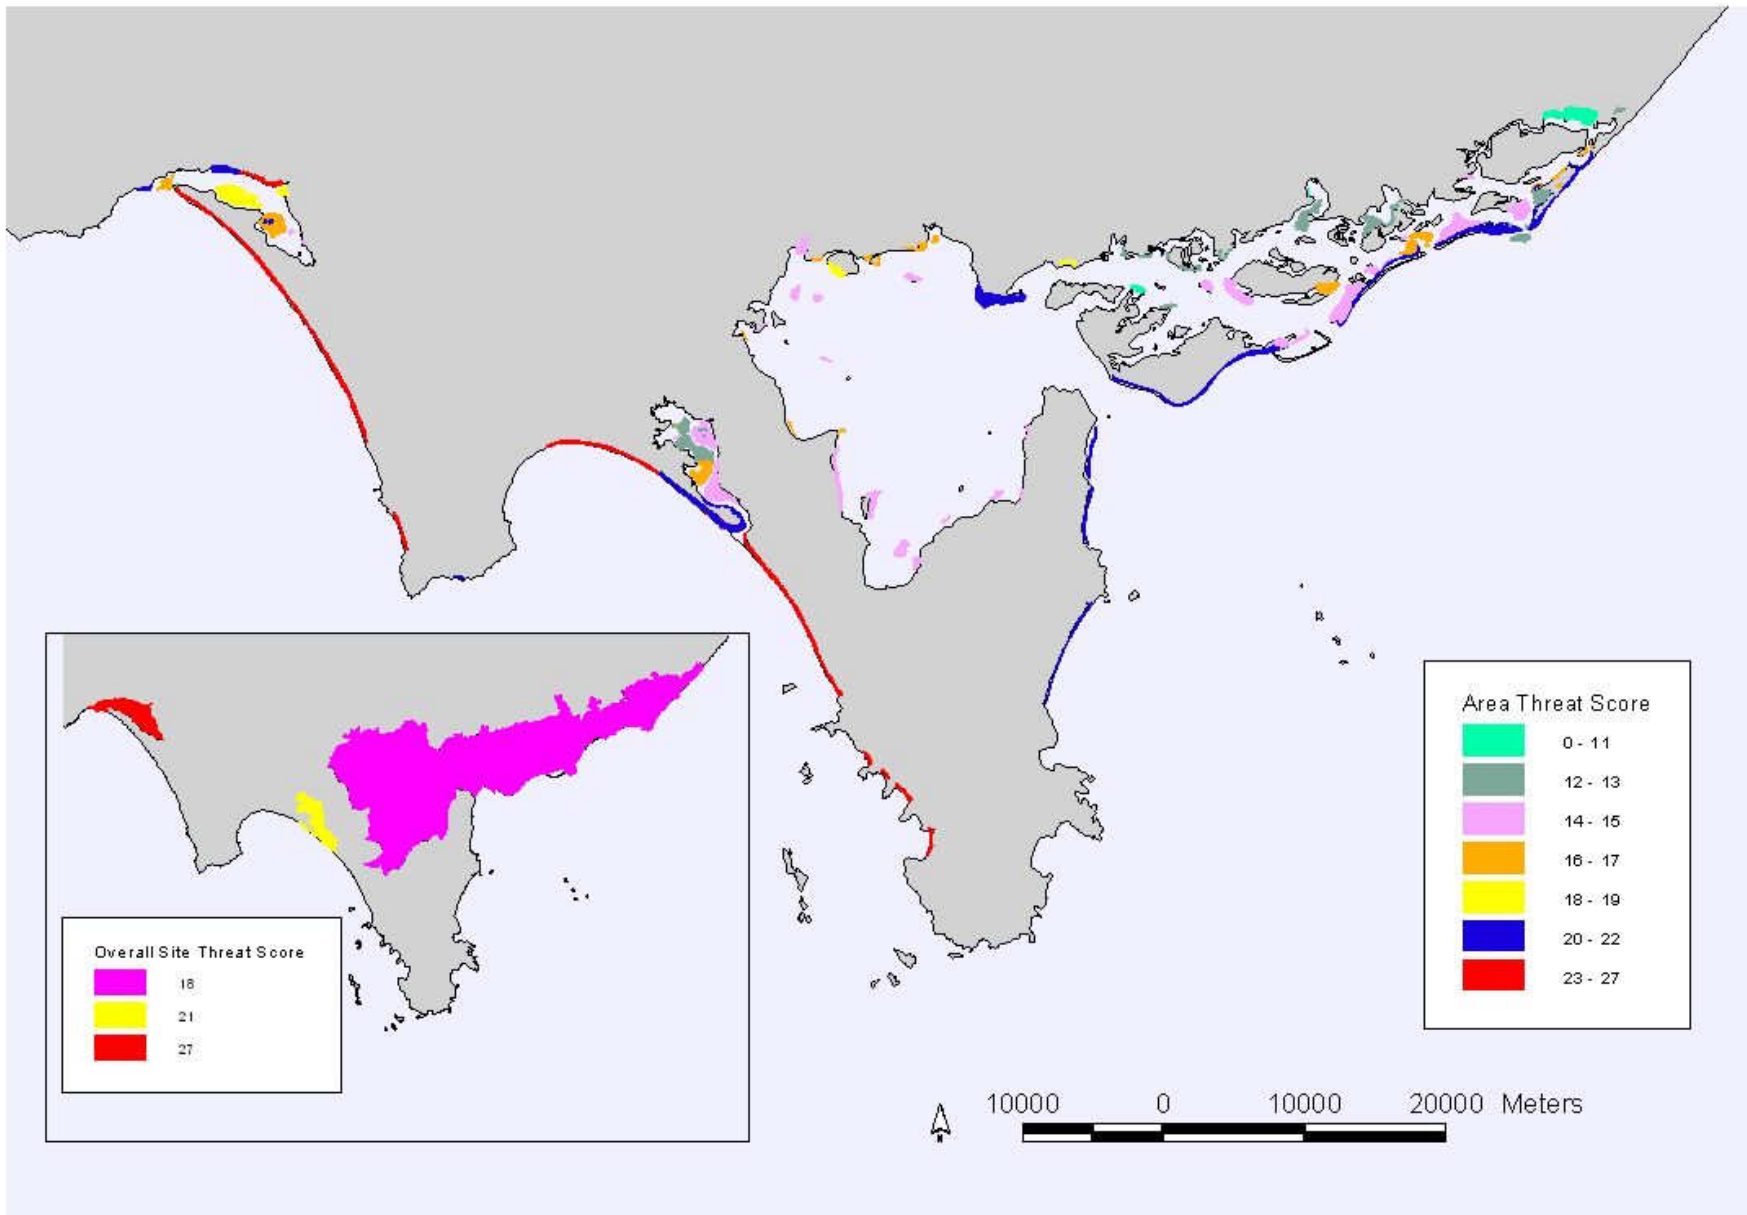 Area Threat Score
0 - 11
12 - 13
14 - 15
16 - 17
18 - 19
20 - 22
23 - 27
Overall Site Threat Score
18
21
27
10000 0 10000 20000 Meters
N